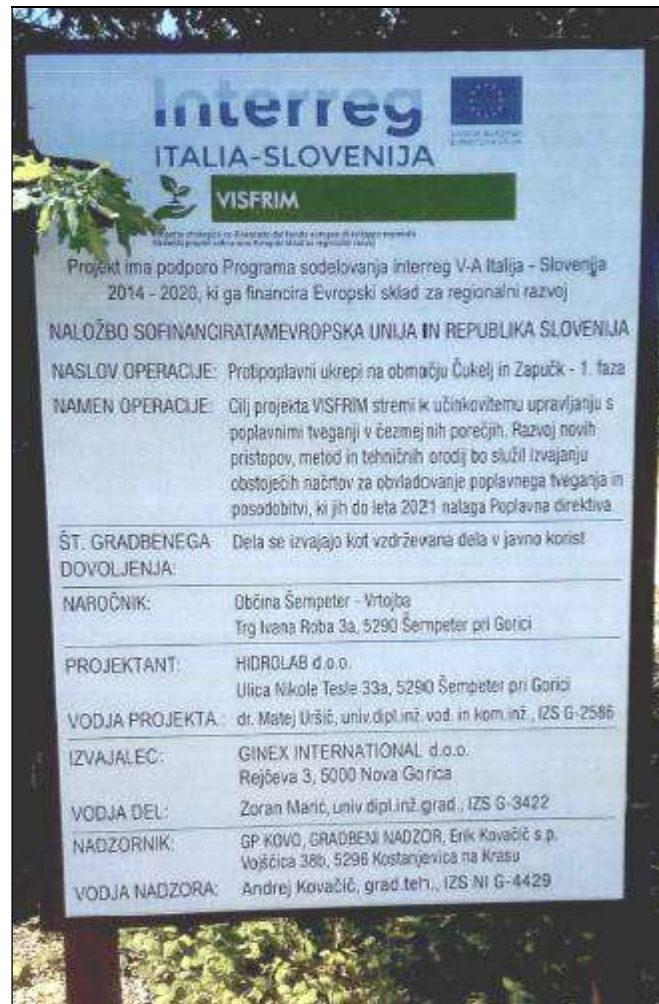 Interreg
ITALIA-SLOVENIJA
VISFRIM
Projekt ima podporo Programa sodelovanja interreg V-A Italija - Slovenija
2014 - 2020, ki ga financira Evropski sklad za regionalni razvoj
NALOŽBO SOFINANCIRATAMEVROPSKA UNIJA IN REPUBLIKA SLOVENIJA
NASLOV OPERACIJE: Protipoplavni ukrepi na območju Čukelj in Zapučk - 1. faza
NAMEN OPERACIJE: Cilj projekta VISFRIM stremi k učinkovitemu upravljanju s
poplavnimi tveganji v čezmejnih porečjih. Razvoj novih
pristopov, metod in tehničnih orodij bo služil izvajanju
obstoječih načrtov za obvladovanje poplavnega tveganja in
posodobitvi, ki jih do leta 2021 nalaga Poplavna direktiva.
ŠT. GRADBENEGA Dela se izvajajo kot vzdrževana dela v javno korist
DOVOLJENJA:
NAROČNIK: Občina Šempeter - Vrtojba
Trg Ivana Roba 3a, 5290 Šempeter pri Gorici
PROJEKTANT: HIDROLAB d.o.o.
Ulica Nikole Tesle 33a, 5290 Šempeter pri Gorici
VODJA PROJEKTA: dr. Matej Uršič, univ.dipl.inž.vod. in kom.inž., IZS G-2586
IZVAJALEC: GINEX INTERNATIONAL d.o.o.
Rejčeva 3, 5000 Nova Gorica
VODJA DEL: Zoran Marić, univ.dipl.inž.grad., IZS G-3422
NADZORNIK: GP KOVO, GRADBENI NADZOR, Erik Kovačič s.p.
Vojščica 38b, 5296 Kostanjevica na Krasu
VODJA NADZORA: Andrej Kovačič, grad.teh., IZS NI G-4429